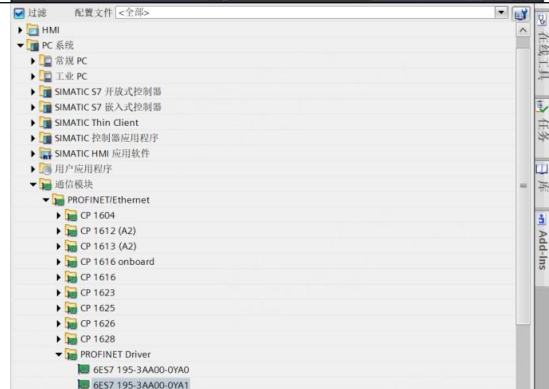 过滤 配置文件 <全部>
HMI
PC 系统
常规 PC
工业 PC
SIMATIC S7 开放式控制器
SIMATIC S7 嵌入式控制器
SIMATIC Thin Client
SIMATIC 控制器应用程序
SIMATIC HMI 应用软件
用户应用程序
通信模块
PROFINET/Ethernet
CP 1604
CP 1612 (A2)
CP 1613 (A2)
CP 1616 onboard
CP 1616
CP 1623
CP 1625
CP 1626
CP 1628
PROFINET Driver
6ES7 195-3AA00-0YA0
6ES7 195-3AA00-0YA1
在线工具
任务
库
Add-Ins